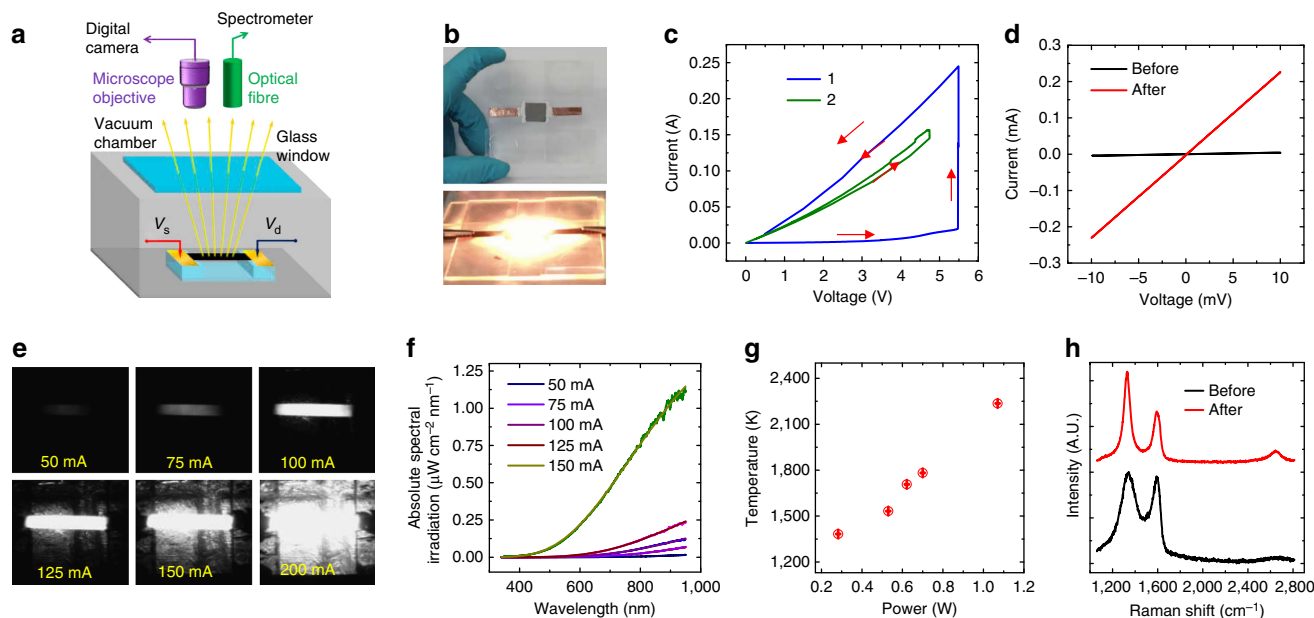 a
Digital
camera
Spectrometer
Microscope
objective
Optical
fibre
Vacuum
chamber
Glass
window
Vs
Vd
b
c
Current (A)
0.25
0.20
0.15
0.10
0.05
0.00
1
2
0 1 2 3 4 5 6
Voltage (V)
d
Current (mA)
0.3
0.2
0.1
0.0
–0.1
–0.2
–0.3
Before
After
–10 –5 0 5 10
Voltage (mV)
e
50 mA
75 mA
100 mA
125 mA
150 mA
200 mA
f
Absolute spectral
irradiation (μW cm⁻² nm⁻¹)
1.25
1.00
0.75
0.50
0.25
0.00
50 mA
75 mA
100 mA
125 mA
150 mA
400 600 800 1,000
Wavelength (nm)
g
Temperature (K)
2,400
2,100
1,800
1,500
1,200
0.2 0.4 0.6 0.8 1.0 1.2
Power (W)
h
Intensity (A.U.)
Before
After
1,200 1,600 2,000 2,400 2,800
Raman shift (cm⁻¹)